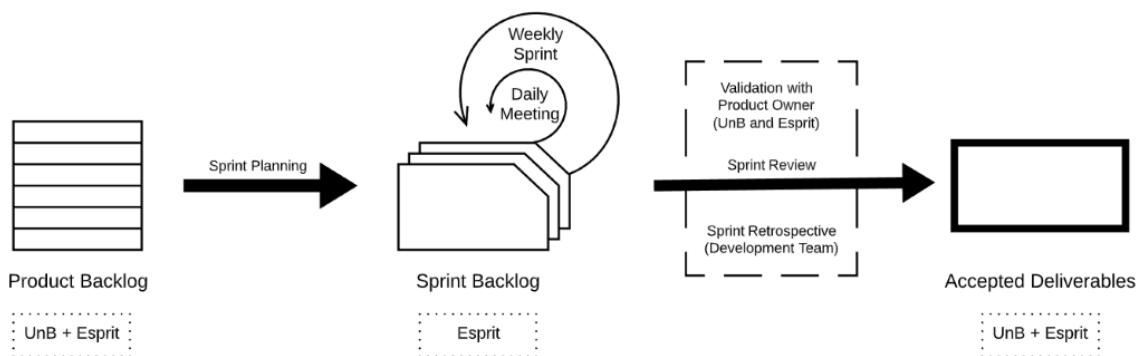 Weekly
Sprint
Daily
Meeting
Sprint Planning
Validation with
Product Owner
(UnB and Esprit)
Sprint Review
Sprint Retrospective
(Development Team)
Product Backlog
Sprint Backlog
Accepted Deliverables
UnB + Esprit
Esprit
UnB + Esprit